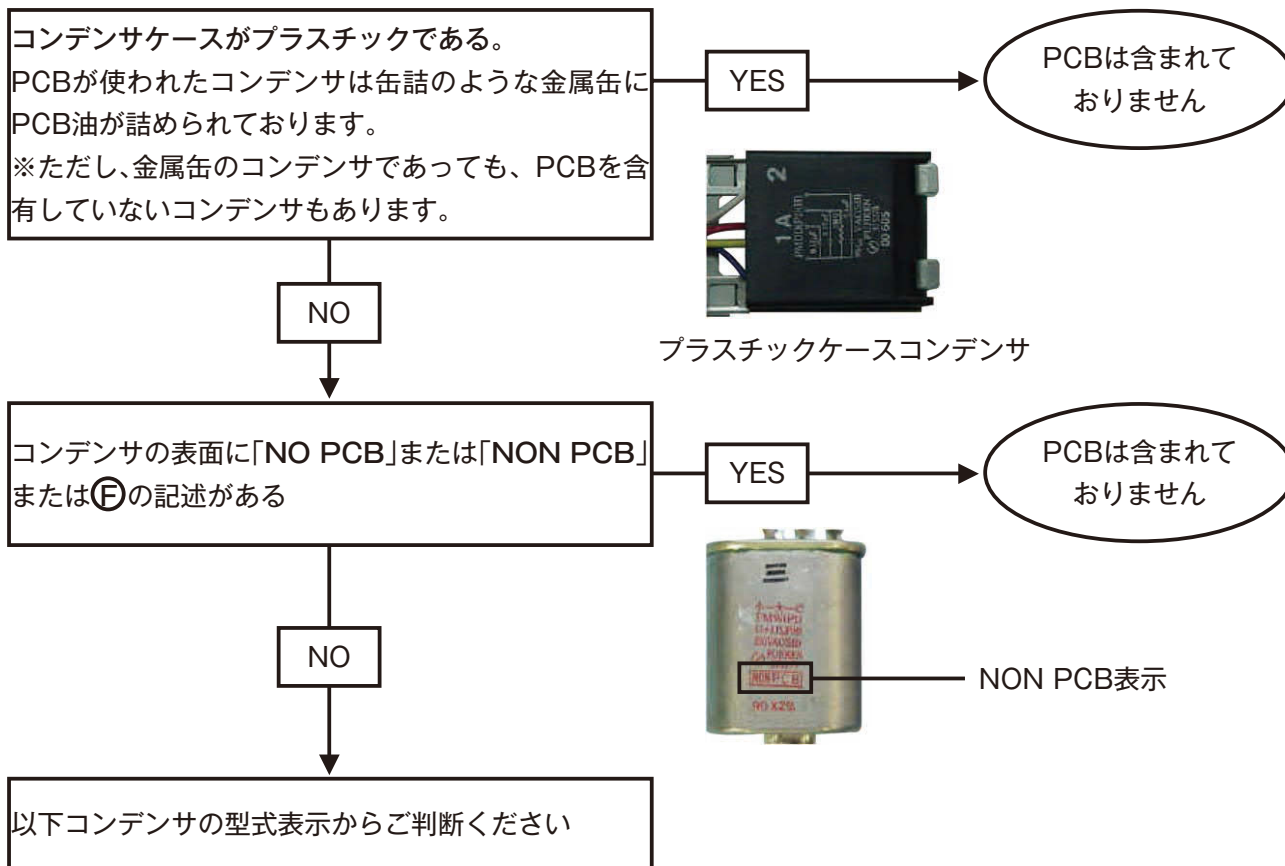 コンデンサケースがプラスチックである。
PCBが使われたコンデンサは缶詰のような金属缶に
PCB油が詰められております。
※ただし、金属缶のコンデンサであっても、PCBを含
有していないコンデンサもあります。
YES
PCBは含まれて
おりません
1A 2
プラスチックケースコンデンサ
NO
コンデンサの表面に「NO PCB」または「NON PCB」
またはⒻの記述がある
YES
PCBは含まれて
おりません
NON PCB
NON PCB表示
NO
以下コンデンサの型式表示からご判断ください